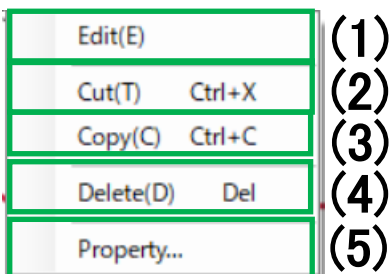 Edit(E) (1)
Cut(T) Ctrl+X (2)
Copy(C) Ctrl+C (3)
Delete(D) Del (4)
Property... (5)